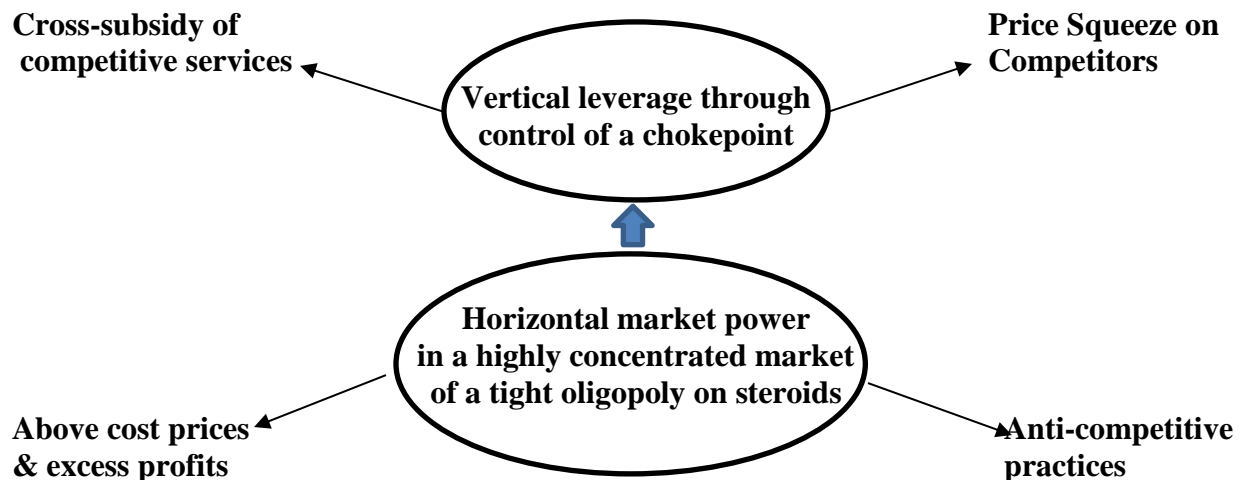 Cross-subsidy of
competitive services
Price Squeeze on
Competitors
Vertical leverage through
control of a chokepoint
Horizontal market power
in a highly concentrated market
of a tight oligopoly on steroids
Above cost prices
& excess profits
Anti-competitive
practices